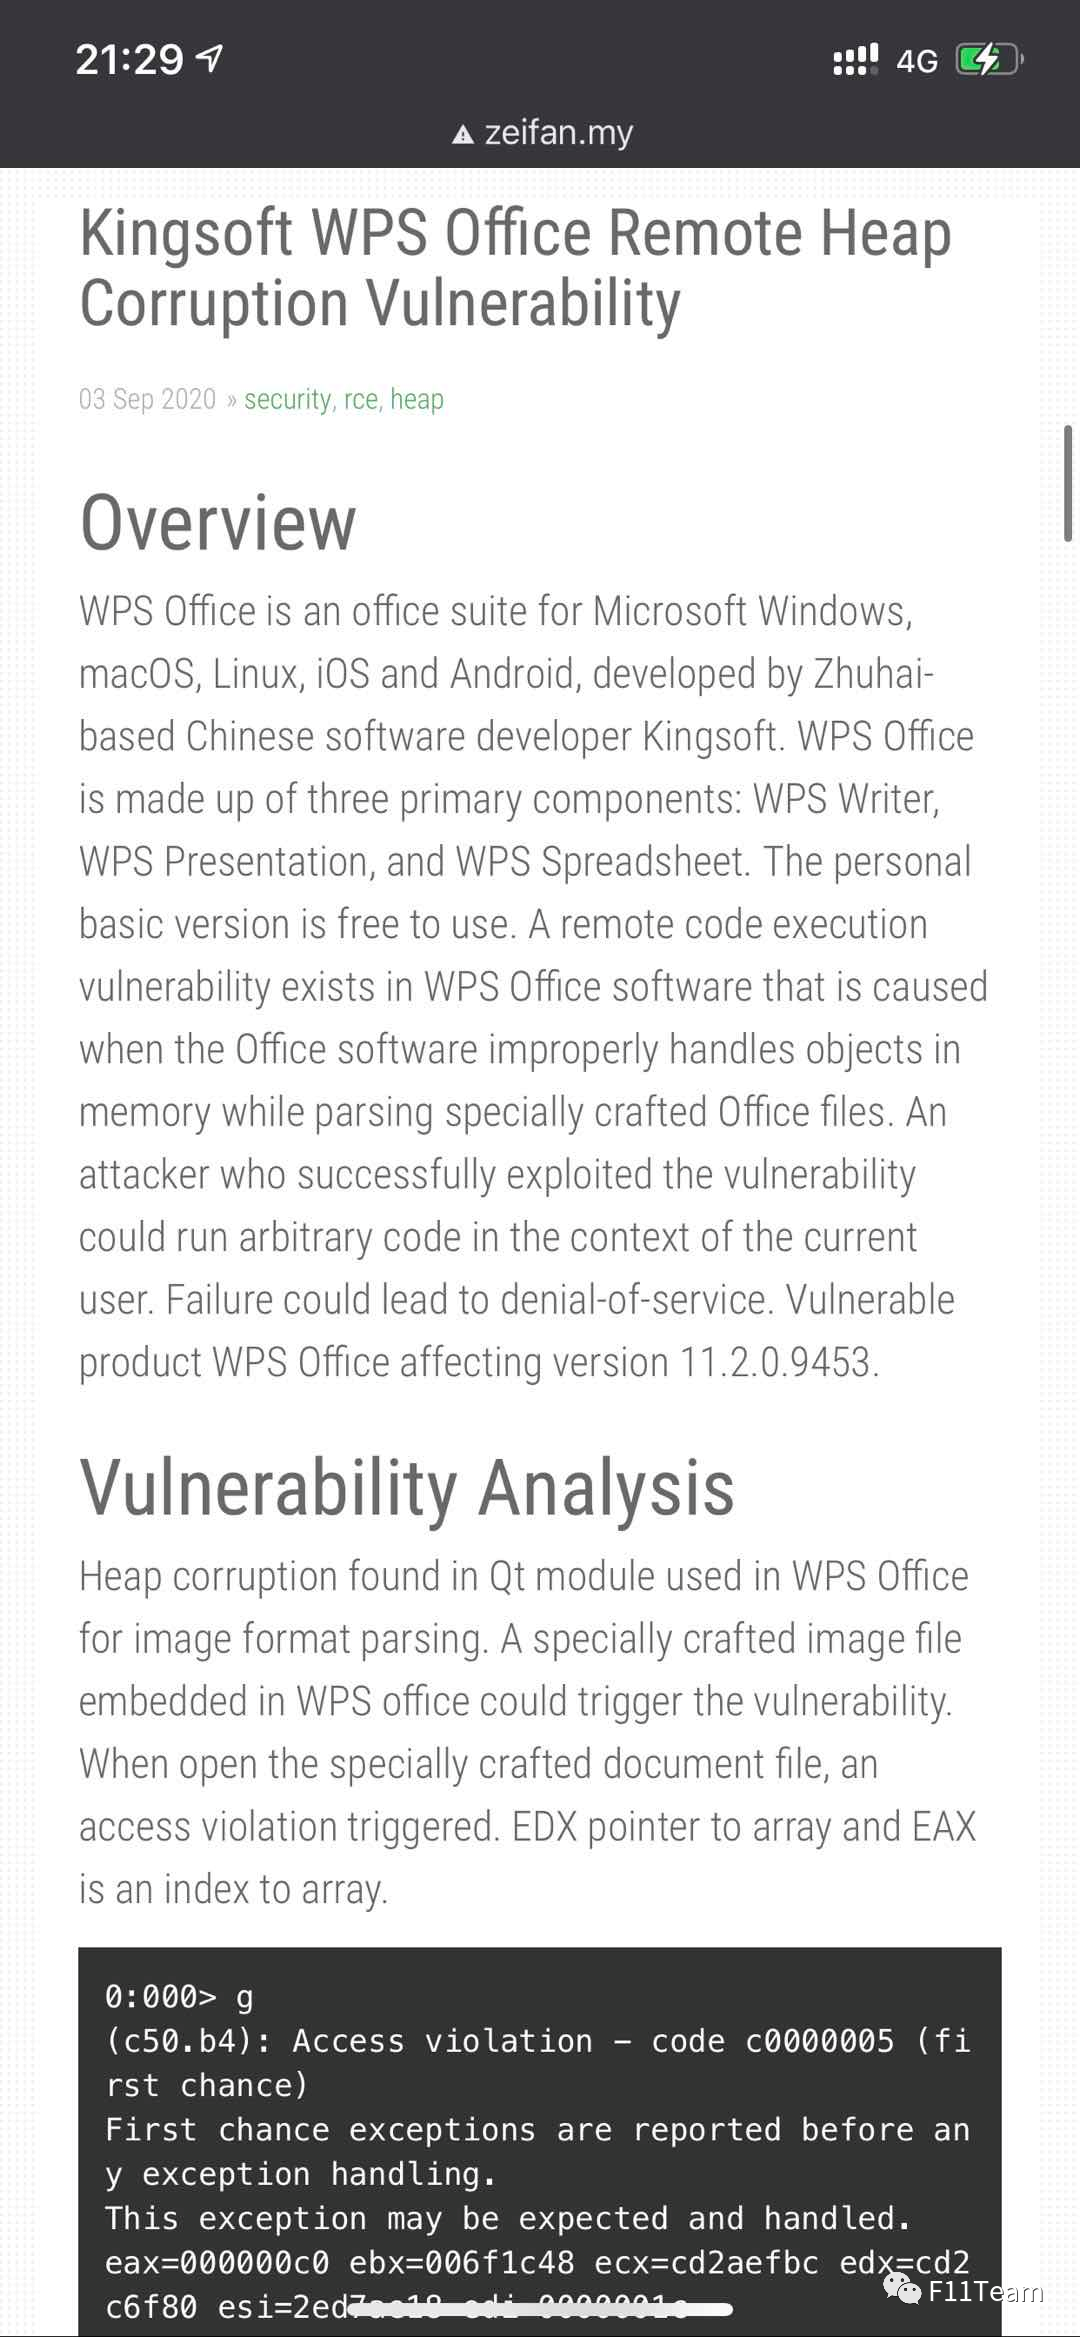 21:29
4G
zeifan.my
Kingsoft WPS Office Remote Heap
Corruption Vulnerability
03 Sep 2020 » security, rce, heap
Overview
WPS Office is an office suite for Microsoft Windows,
macOS, Linux, iOS and Android, developed by Zhuhai-
based Chinese software developer Kingsoft. WPS Office
is made up of three primary components: WPS Writer,
WPS Presentation, and WPS Spreadsheet. The personal
basic version is free to use. A remote code execution
vulnerability exists in WPS Office software that is caused
when the Office software improperly handles objects in
memory while parsing specially crafted Office files. An
attacker who successfully exploited the vulnerability
could run arbitrary code in the context of the current
user. Failure could lead to denial-of-service. Vulnerable
product WPS Office affecting version 11.2.0.9453.
Vulnerability Analysis
Heap corruption found in Qt module used in WPS Office
for image format parsing. A specially crafted image file
embedded in WPS office could trigger the vulnerability.
When open the specially crafted document file, an
access violation triggered. EDX pointer to array and EAX
is an index to array.
0:000> g
(c50.b4): Access violation - code c0000005 (fi
rst chance)
First chance exceptions are reported before an
y exception handling.
This exception may be expected and handled.
eax=000000c0 ebx=006f1c48 ecx=cd2aefbc edx=cd2
c6f80
F11Team